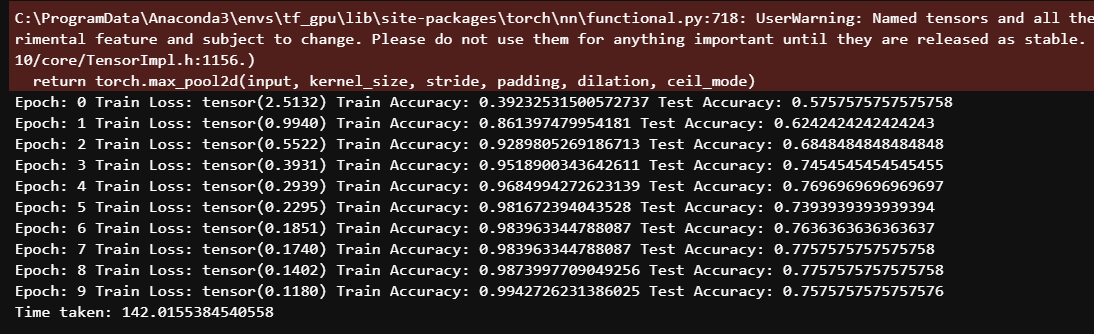 C:\ProgramData\Anaconda3\envs\tf_gpu\lib\site-packages\torch\nn\functional.py:718: UserWarning: Named tensors and all the
rimental feature and subject to change. Please do not use them for anything important until they are released as stable.
10/core/TensorImpl.h:1156.)
  return torch.max_pool2d(input, kernel_size, stride, padding, dilation, ceil_mode)
Epoch: 0 Train Loss: tensor(2.5132) Train Accuracy: 0.39232531500572737 Test Accuracy: 0.5757575757575758
Epoch: 1 Train Loss: tensor(0.9940) Train Accuracy: 0.861397479954181 Test Accuracy: 0.6242424242424243
Epoch: 2 Train Loss: tensor(0.5522) Train Accuracy: 0.9289805269186713 Test Accuracy: 0.6848484848484848
Epoch: 3 Train Loss: tensor(0.3931) Train Accuracy: 0.9518900343642611 Test Accuracy: 0.7454545454545455
Epoch: 4 Train Loss: tensor(0.2939) Train Accuracy: 0.9684994272623139 Test Accuracy: 0.7696969696969697
Epoch: 5 Train Loss: tensor(0.2295) Train Accuracy: 0.981672394043528 Test Accuracy: 0.7393939393939394
Epoch: 6 Train Loss: tensor(0.1851) Train Accuracy: 0.983963344788087 Test Accuracy: 0.7636363636363637
Epoch: 7 Train Loss: tensor(0.1740) Train Accuracy: 0.983963344788087 Test Accuracy: 0.7757575757575758
Epoch: 8 Train Loss: tensor(0.1402) Train Accuracy: 0.9873997709049256 Test Accuracy: 0.7757575757575758
Epoch: 9 Train Loss: tensor(0.1180) Train Accuracy: 0.9942726231386025 Test Accuracy: 0.7575757575757576
Time taken: 142.0155384540558